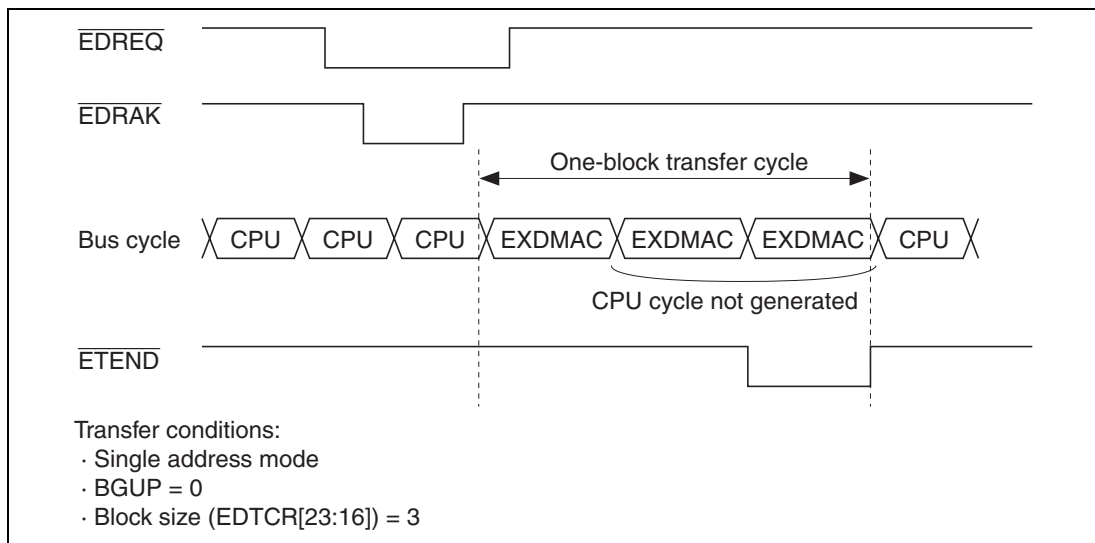 EDREQ
EDRAK
One-block transfer cycle
Bus cycle CPU CPU CPU EXDMAC EXDMAC EXDMAC CPU
CPU cycle not generated
ETEND
Transfer conditions:
· Single address mode
· BGUP = 0
· Block size (EDTCR[23:16]) = 3